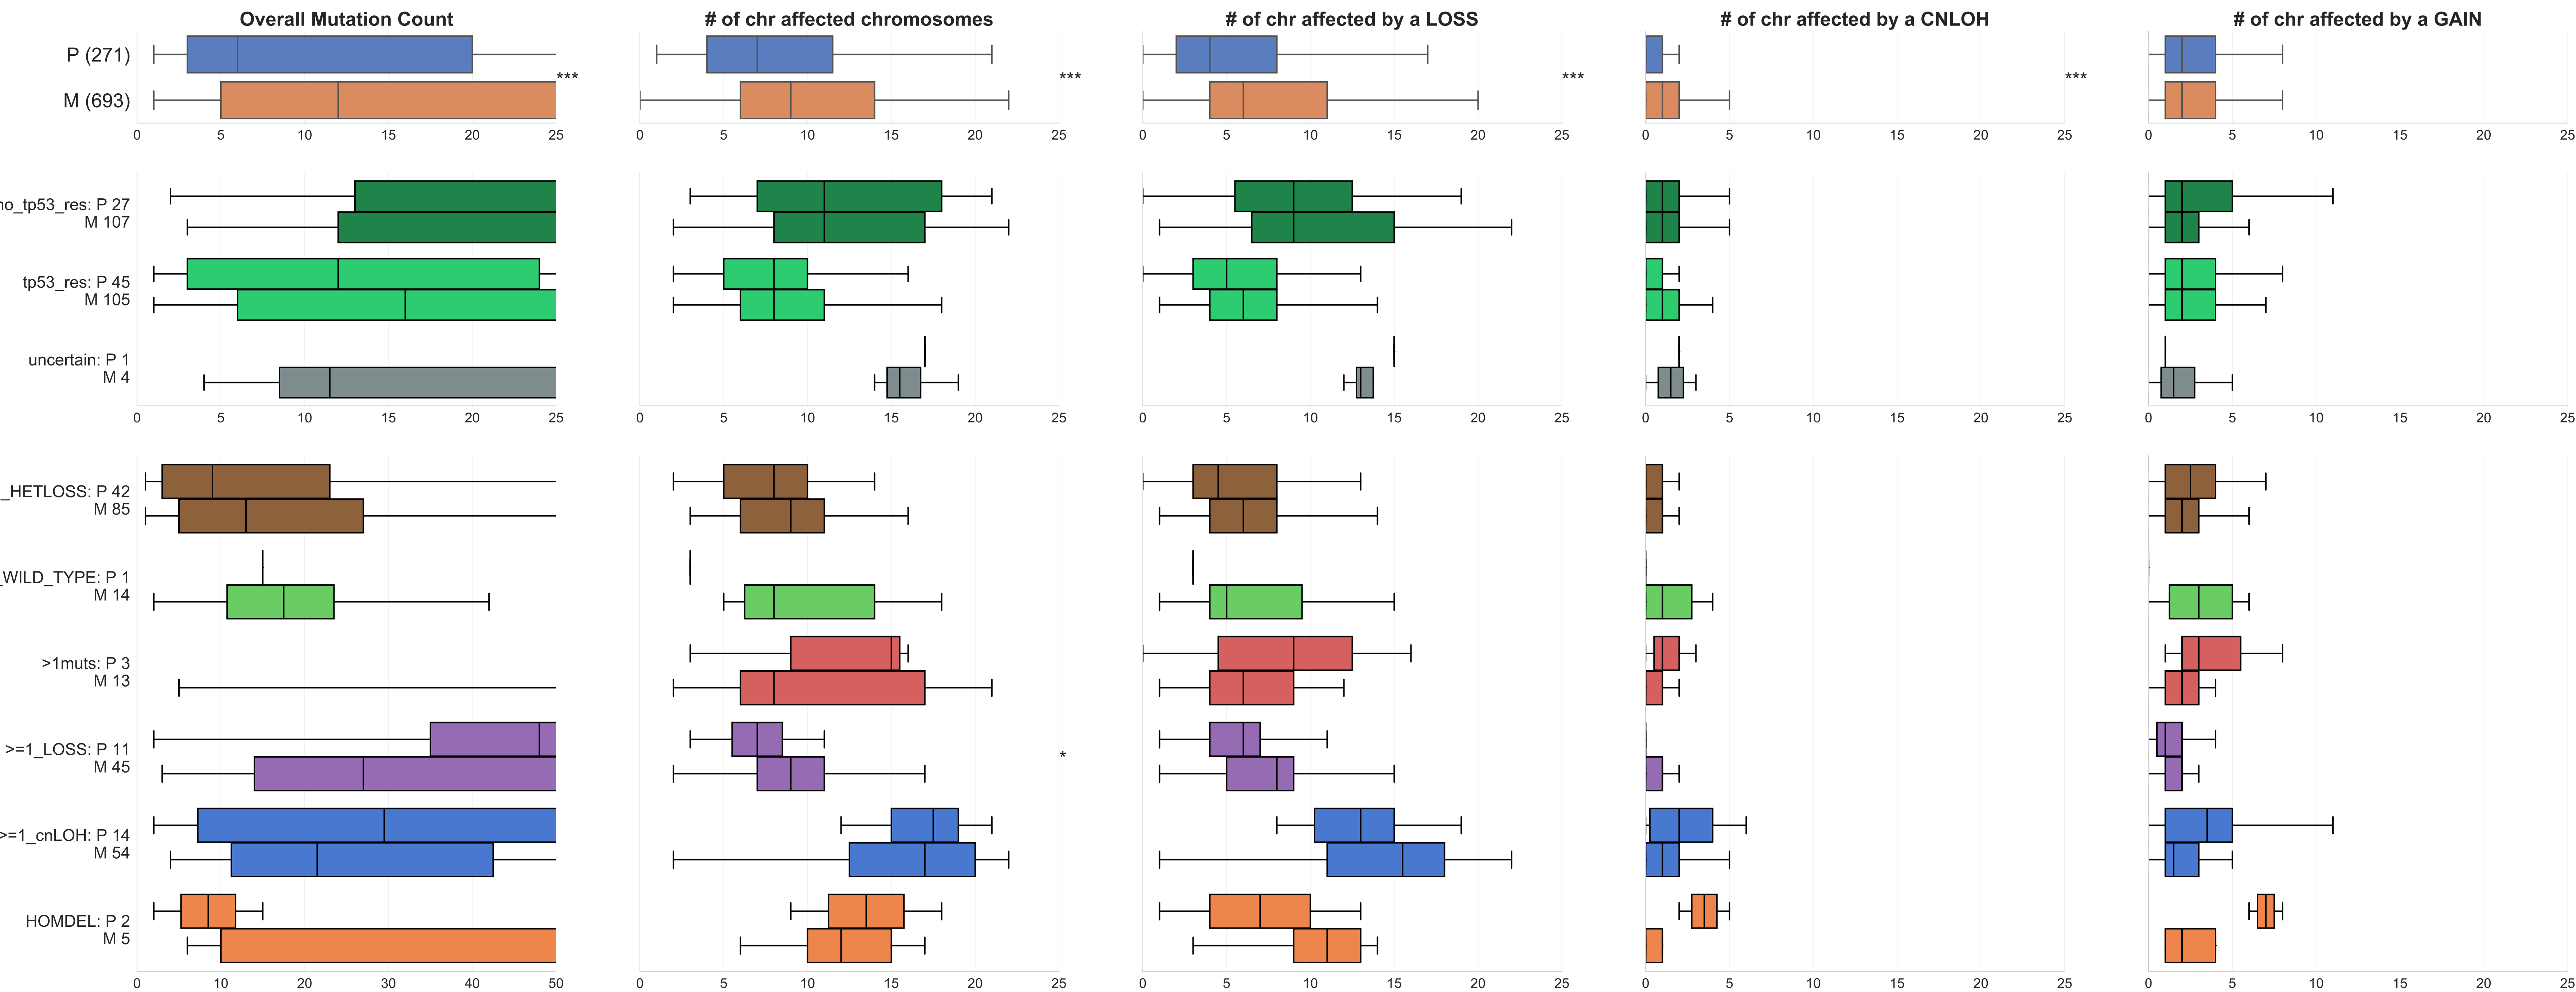 Overall Mutation Count
# of chr affected chromosomes
# of chr affected by a LOSS
# of chr affected by a CNLOH
# of chr affected by a GAIN
P (271)
M (693)
***
***
***
***
0 5 10 15 20 25
0 5 10 15 20 25
0 5 10 15 20 25
0 5 10 15 20 25
0 5 10 15 20 25
no_tp53_res: P 27
M 107
tp53_res: P 45
M 105
uncertain: P 1
M 4
0 5 10 15 20 25
0 5 10 15 20 25
0 5 10 15 20 25
0 5 10 15 20 25
0 5 10 15 20 25
_HETLOSS: P 42
M 85
_WILD_TYPE: P 1
M 14
>1muts: P 3
M 13
>=1_LOSS: P 11
M 45
*
>=1_cnLOH: P 14
M 54
HOMDEL: P 2
M 5
0 10 20 30 40 50
0 5 10 15 20 25
0 5 10 15 20 25
0 5 10 15 20 25
0 5 10 15 20 25